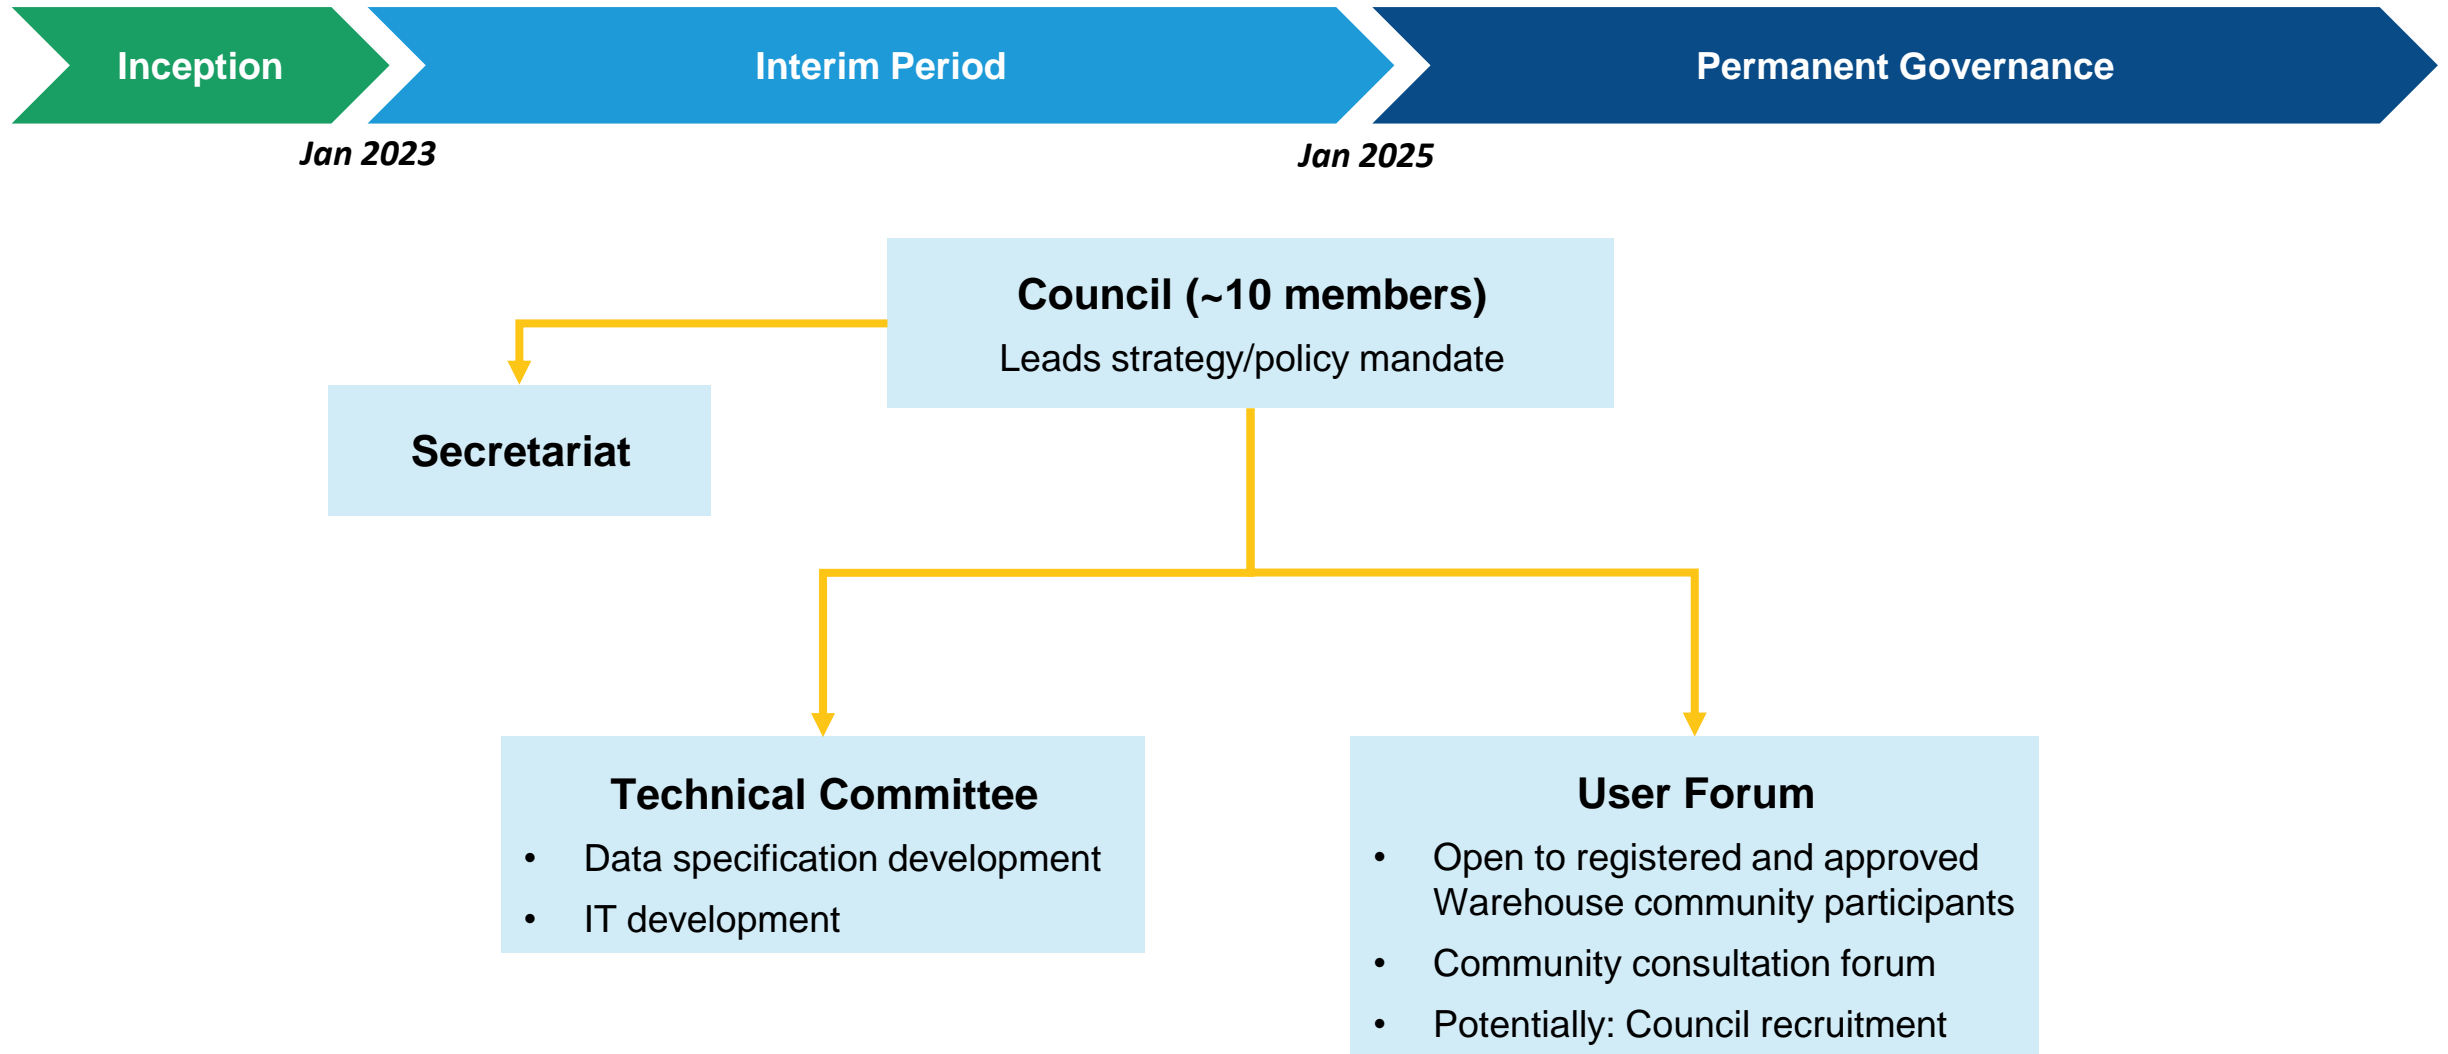 Inception
Interim Period
Permanent Governance
Jan 2023
Jan 2025
Council (~10 members)
Leads strategy/policy mandate
Secretariat
Technical Committee
• Data specification development
• IT development
User Forum
• Open to registered and approved
Warehouse community participants
• Community consultation forum
• Potentially: Council recruitment